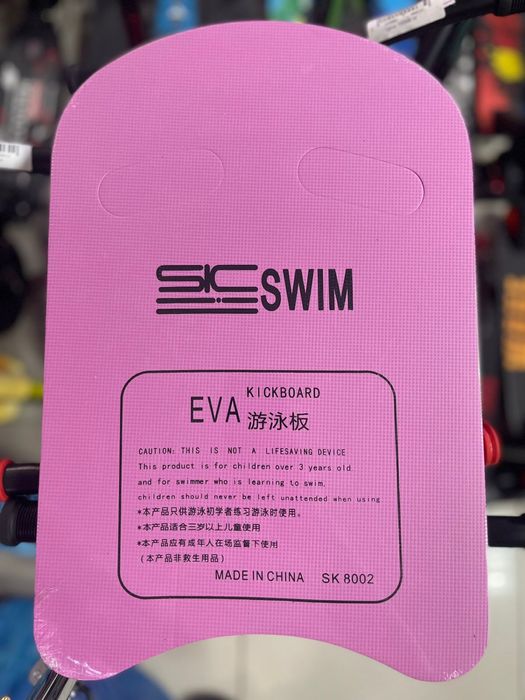 SKSWIM
KICKBOARD
EVA 游泳板
CAUTION: THIS IS NOT A LIFESAVING DEVICE
This product is for children over 3 years old
and for swimmer who is learning to swim.
children should never be left unattended when using
*本产品只供游泳初学者练习游泳时使用。
*本产品适合三岁以上儿童使用
*本产品应有成年人在场监督下使用
(本产品非救生用品)
MADE IN CHINA SK 8002